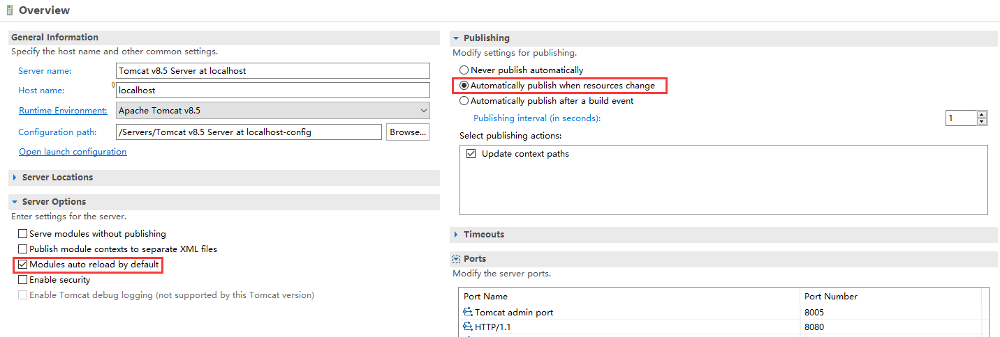 Overview
General Information
Specify the host name and other common settings.
Server name: Tomcat v8.5 Server at localhost
Host name: localhost
Runtime Environment: Apache Tomcat v8.5
Configuration path: /Servers/Tomcat v8.5 Server at localhost-config Browse...
Open launch configuration
Server Locations
Server Options
Enter settings for the server.
Serve modules without publishing
Publish module contexts to separate XML files
Modules auto reload by default
Enable security
Enable Tomcat debug logging (not supported by this Tomcat version)
Publishing
Modify settings for publishing.
Never publish automatically
Automatically publish when resources change
Automatically publish after a build event
Publishing interval (in seconds): 1
Select publishing actions:
Update context paths
Timeouts
Ports
Modify the server ports.
Port Name Port Number
Tomcat admin port 8005
HTTP/1.1 8080